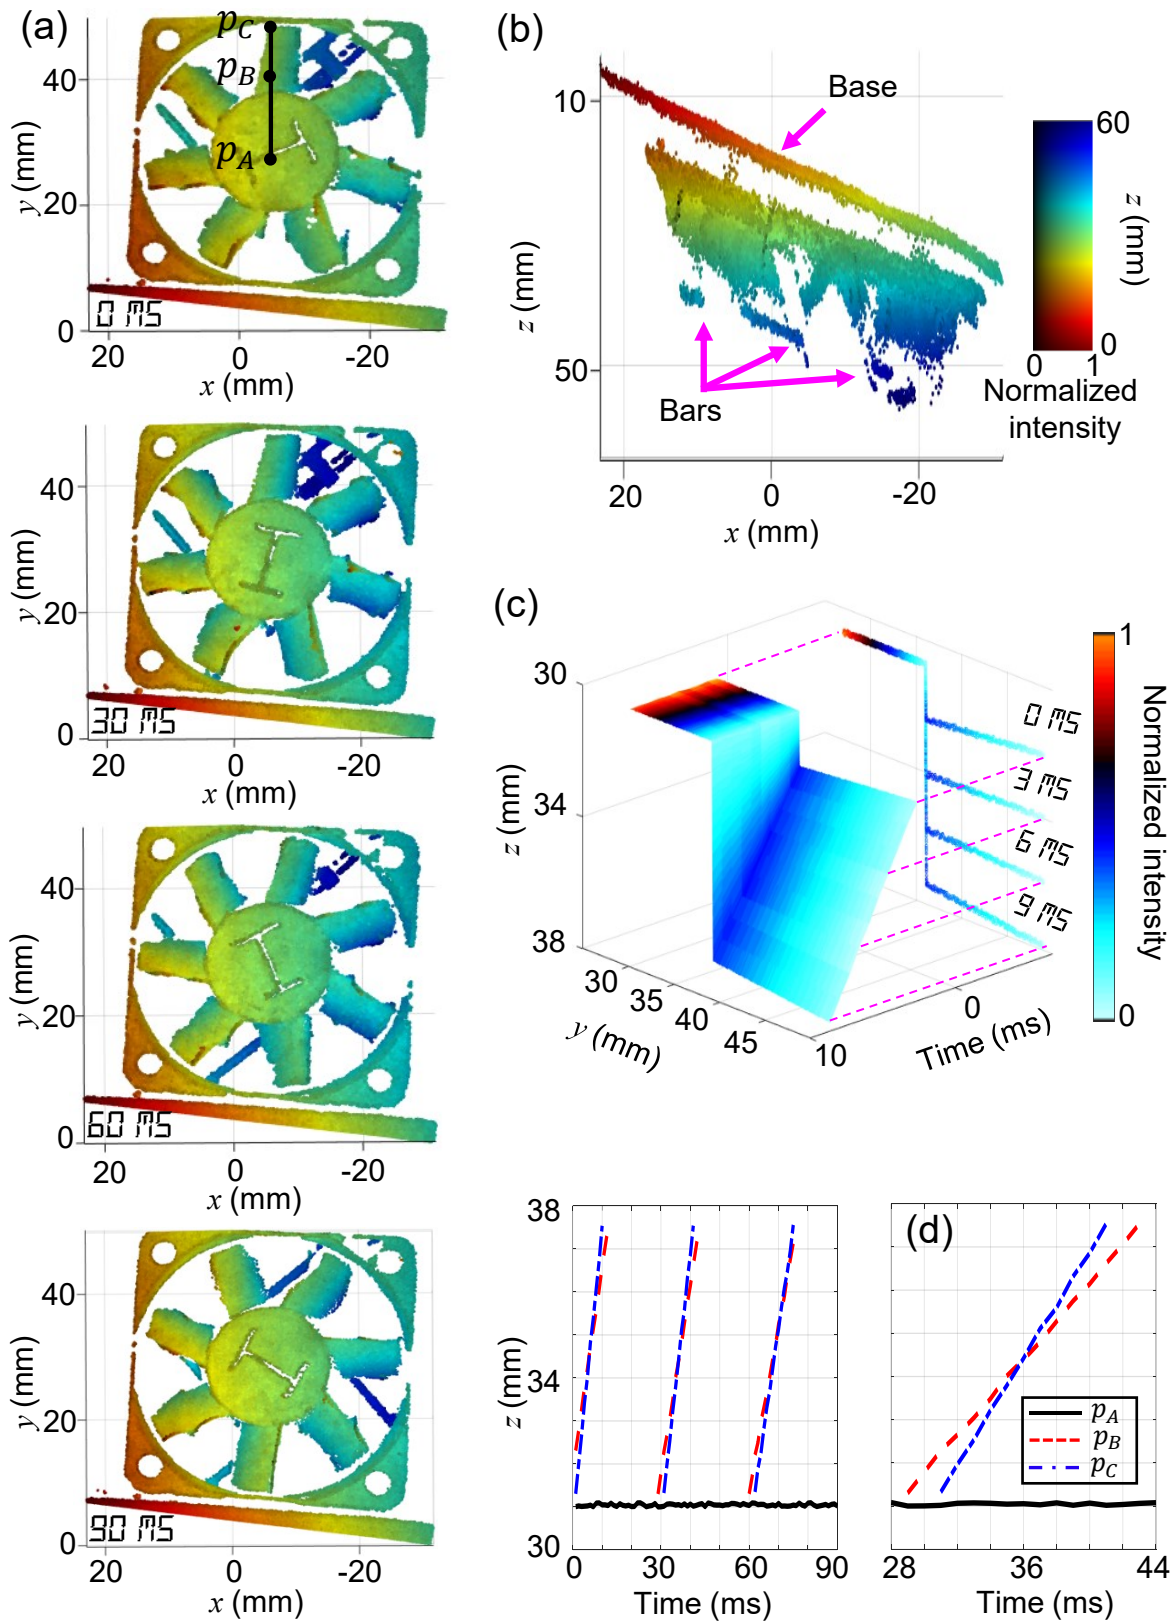 (a)
p_C
p_B
p_A
40
20
0
y (mm)
0 MS
20 0 -20
x (mm)
40
20
0
y (mm)
30 MS
20 0 -20
x (mm)
40
20
0
y (mm)
60 MS
20 0 -20
x (mm)
40
20
0
y (mm)
90 MS
20 0 -20
x (mm)
(b)
Base
10
50
z (mm)
Bars
20 0 -20
x (mm)
60
0
z (mm)
0 1
Normalized
intensity
(c)
30
34
38
z (mm)
0 MS
3 MS
6 MS
9 MS
30 35 40 45
y (mm)
10 0
Time (ms)
1
0
Normalized intensity
38
34
30
z (mm)
0 30 60 90
Time (ms)
(d)
p_A
p_B
p_C
28 36 44
Time (ms)